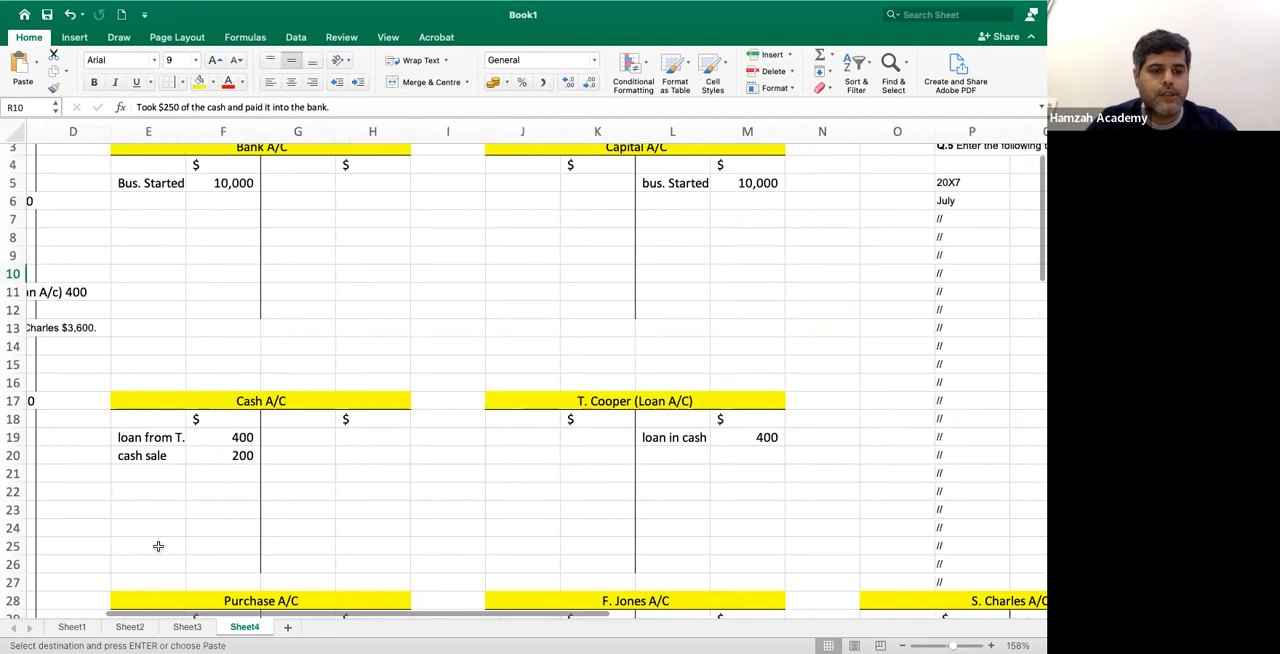 Book1
Search Sheet
Home Insert Draw Page Layout Formulas Data Review View Acrobat
Share
Paste
Arial 9
Wrap Text
General
Merge & Centre
Conditional Formatting
Format as Table
Cell Styles
Insert
Delete
Format
Sort & Filter
Find & Select
Create and Share Adobe PDF
R10 fx Took $250 of the cash and paid it into the bank.
D E F G H I J K L M N O P
3 Bank A/C Capital A/C Q.5 Enter the following
4 $ $ $ $
5 Bus. Started 10,000 bus. Started 10,000 20X7
6 0 July
7 //
8 //
9 //
10 //
11 n A/c) 400 //
12 //
13 Charles $3,600. //
14 //
15 //
16 //
17 0 Cash A/C T. Cooper (Loan A/C) //
18 $ $ $ $ //
19 loan from T. 400 loan in cash 400 //
20 cash sale 200 //
21 //
22 //
23 //
24 //
25 //
26 //
27 //
28 Purchase A/C F. Jones A/C S. Charles A/C
Sheet1 Sheet2 Sheet3 Sheet4 +
Select destination and press ENTER or choose Paste
158%
Hamzah Academy